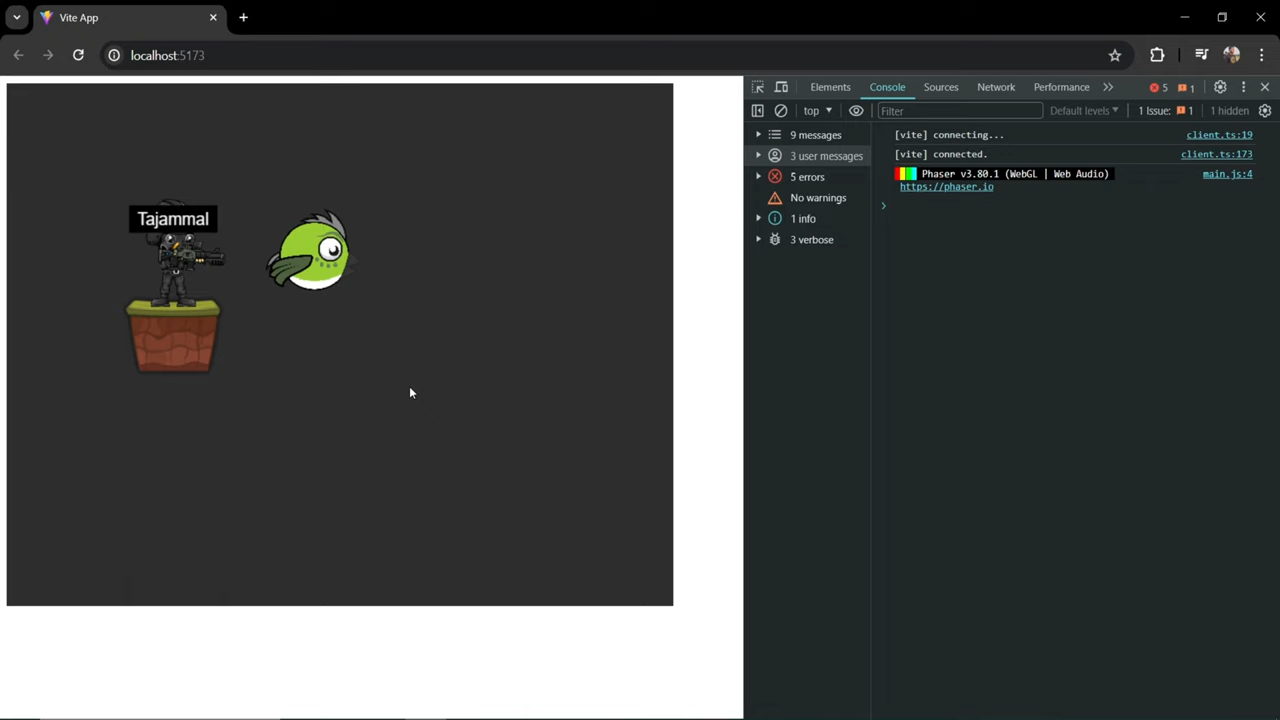 Vite App
localhost:5173
Elements
Console
Sources
Network
Performance
5
1
top
Filter
Default levels
1 Issue:
1
1 hidden
9 messages
3 user messages
5 errors
No warnings
1 info
3 verbose
[vite] connecting... client.ts:19
[vite] connected. client.ts:173
Phaser v3.80.1 (WebGL | Web Audio) main.js:4
https://phaser.io
Tajammal